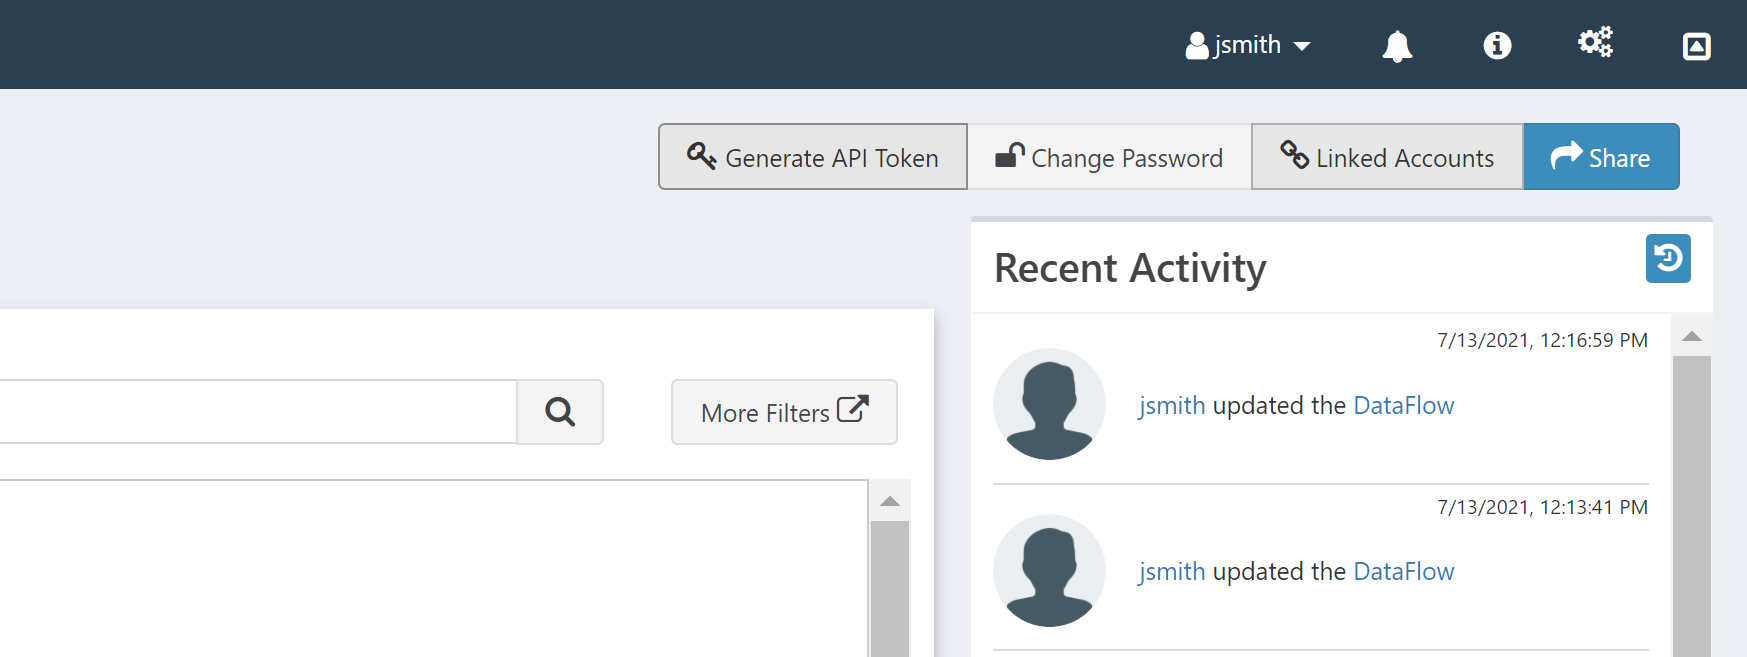 jsmith
Generate API Token
Change Password
Linked Accounts
Share
Recent Activity
More Filters
7/13/2021, 12:16:59 PM
jsmith updated the DataFlow
7/13/2021, 12:13:41 PM
jsmith updated the DataFlow